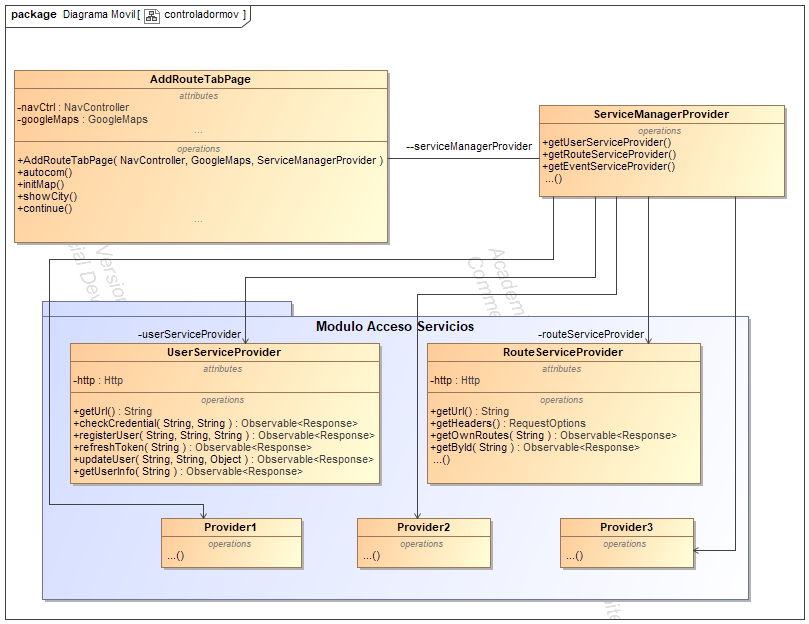 package Diagrama Movil[ controladormov ]
AddRouteTabPage
attributes
-navCtrl : NavController
-googleMaps : GoogleMaps
...
operations
+AddRouteTabPage( NavController, GoogleMaps, ServiceManagerProvider )
+autocom()
+initMap()
+showCity()
+continue()
...
--serviceManagerProvider
ServiceManagerProvider
operations
+getUserServiceProvider()
+getRouteServiceProvider()
+getEventServiceProvider()
...()
Modulo Acceso Servicios
-userServiceProvider
UserServiceProvider
attributes
-http : Http
operations
+getUrl() : String
+checkCredential( String, String ) : Observable<Response>
+registerUser( String, String, String ) : Observable<Response>
+refreshToken( String ) : Observable<Response>
+updateUser( String, String, Object ) : Observable<Response>
+getUserInfo( String ) : Observable<Response>
-routeServiceProvider
RouteServiceProvider
attributes
-http : Http
operations
+getUrl() : String
+getHeaders() : RequestOptions
+getOwnRoutes( String ) : Observable<Response>
+getById( String ) : Observable<Response>
...()
Provider1
operations
...()
Provider2
operations
...()
Provider3
operations
...()